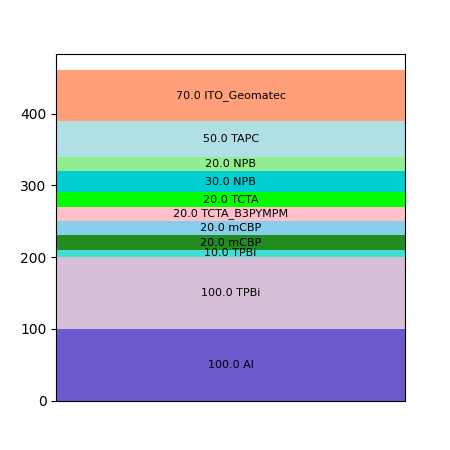 70.0 ITO_Geomatec
400
50.0 TAPC
20.0 NPB
300
30.0 NPB
20.0 TCTA
20.0 TCTA_B3PYMPM
20.0 mCBP
20.0 mCBP
10.0 TPBi
200
100.0 TPBi
100
100.0 Al
0